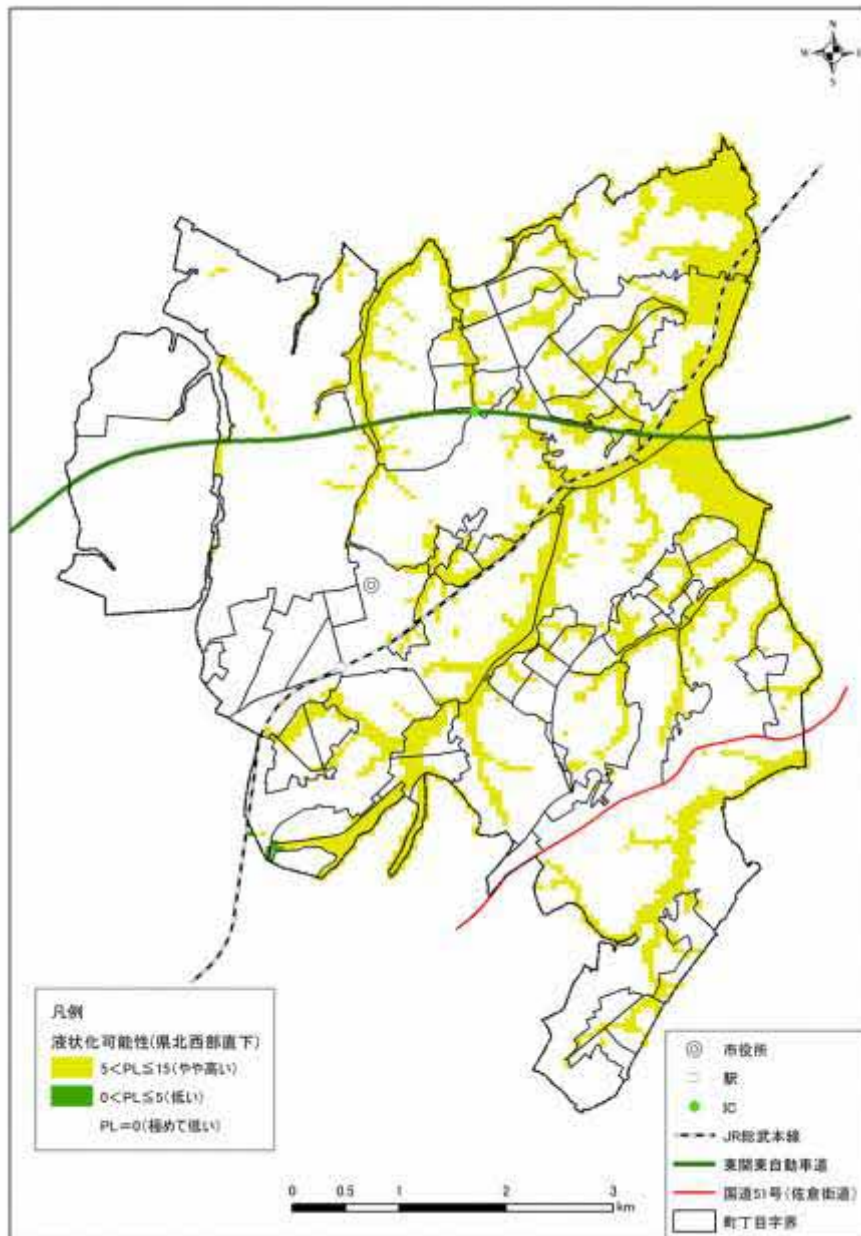 N
W
E
S
凡例
液状化可能性(県北西部直下)
5<PL≦15(やや高い)
0<PL≦5(低い)
PL=0(極めて低い)
市役所
駅
IC
JR総武本線
東関東自動車道
国道51号(佐倉街道)
町丁目字界
0 0.5 1 2 3
km